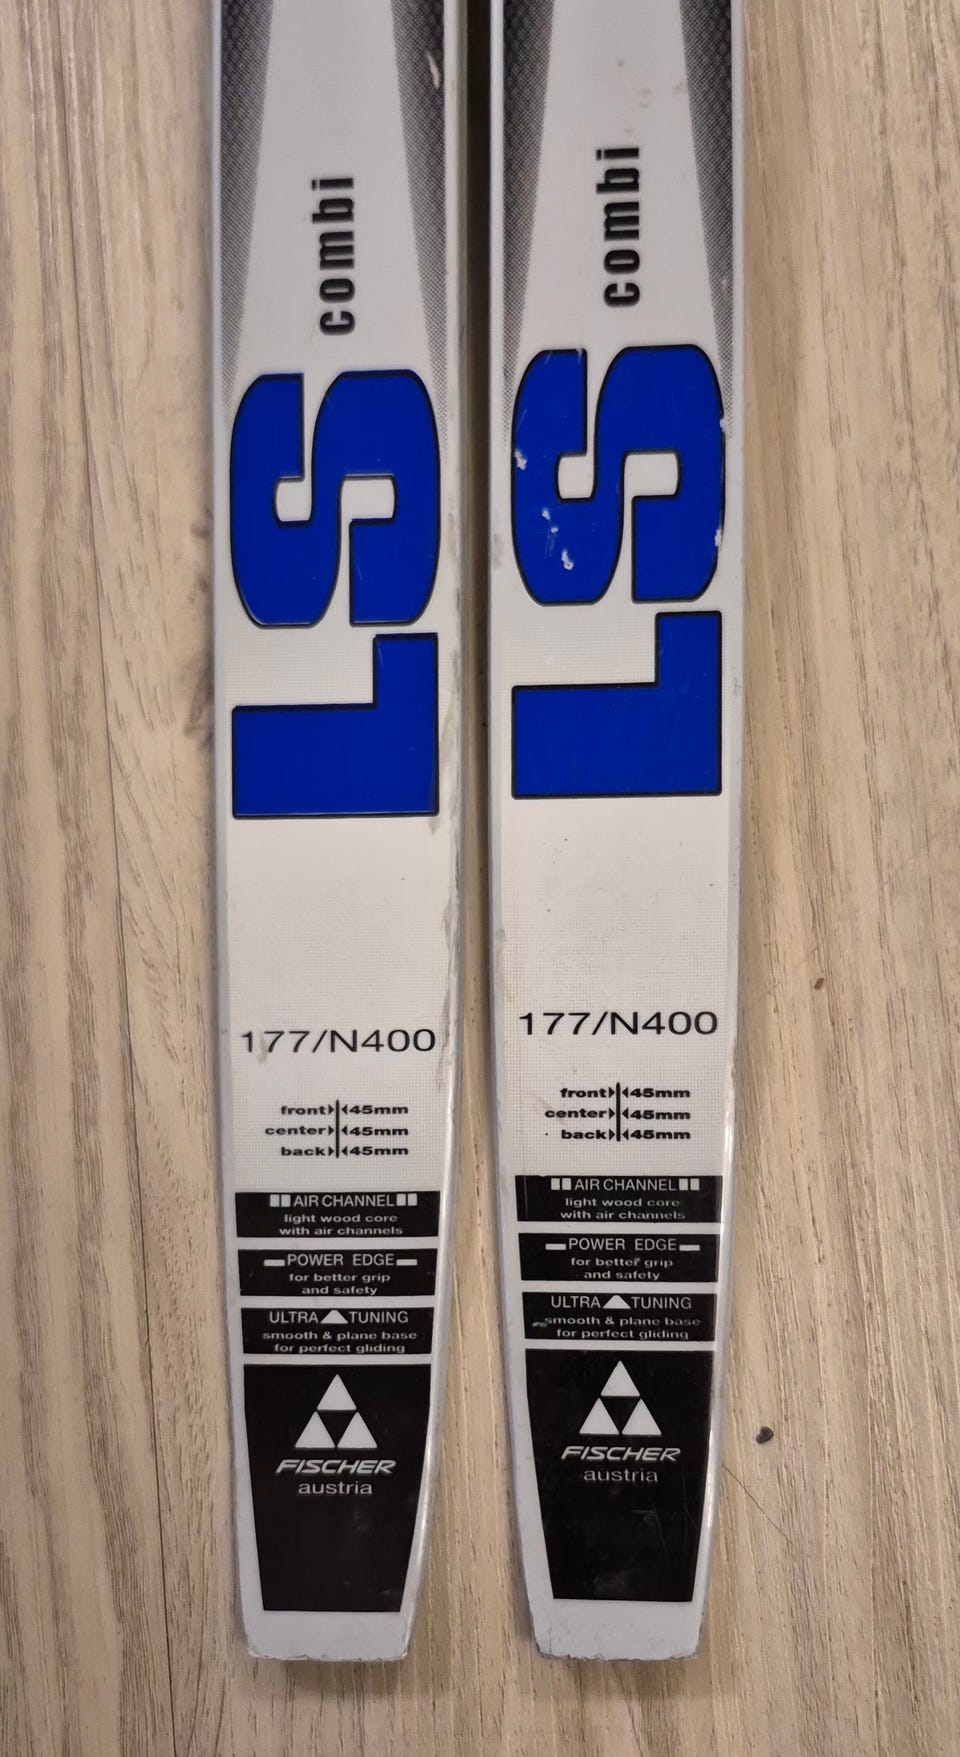 combi
LS
177/N400
front 45mm
center 45mm
back 45mm
AIR CHANNEL
light wood core
with air channels
POWER EDGE
for better grip
and safety
ULTRA TUNING
smooth & plane base
for perfect gliding
FISCHER
austria
combi
LS
177/N400
front 45mm
center 45mm
back 45mm
AIR CHANNEL
light wood core
with air channels
POWER EDGE
for better grip
and safety
ULTRA TUNING
smooth & plane base
for perfect gliding
FISCHER
austria